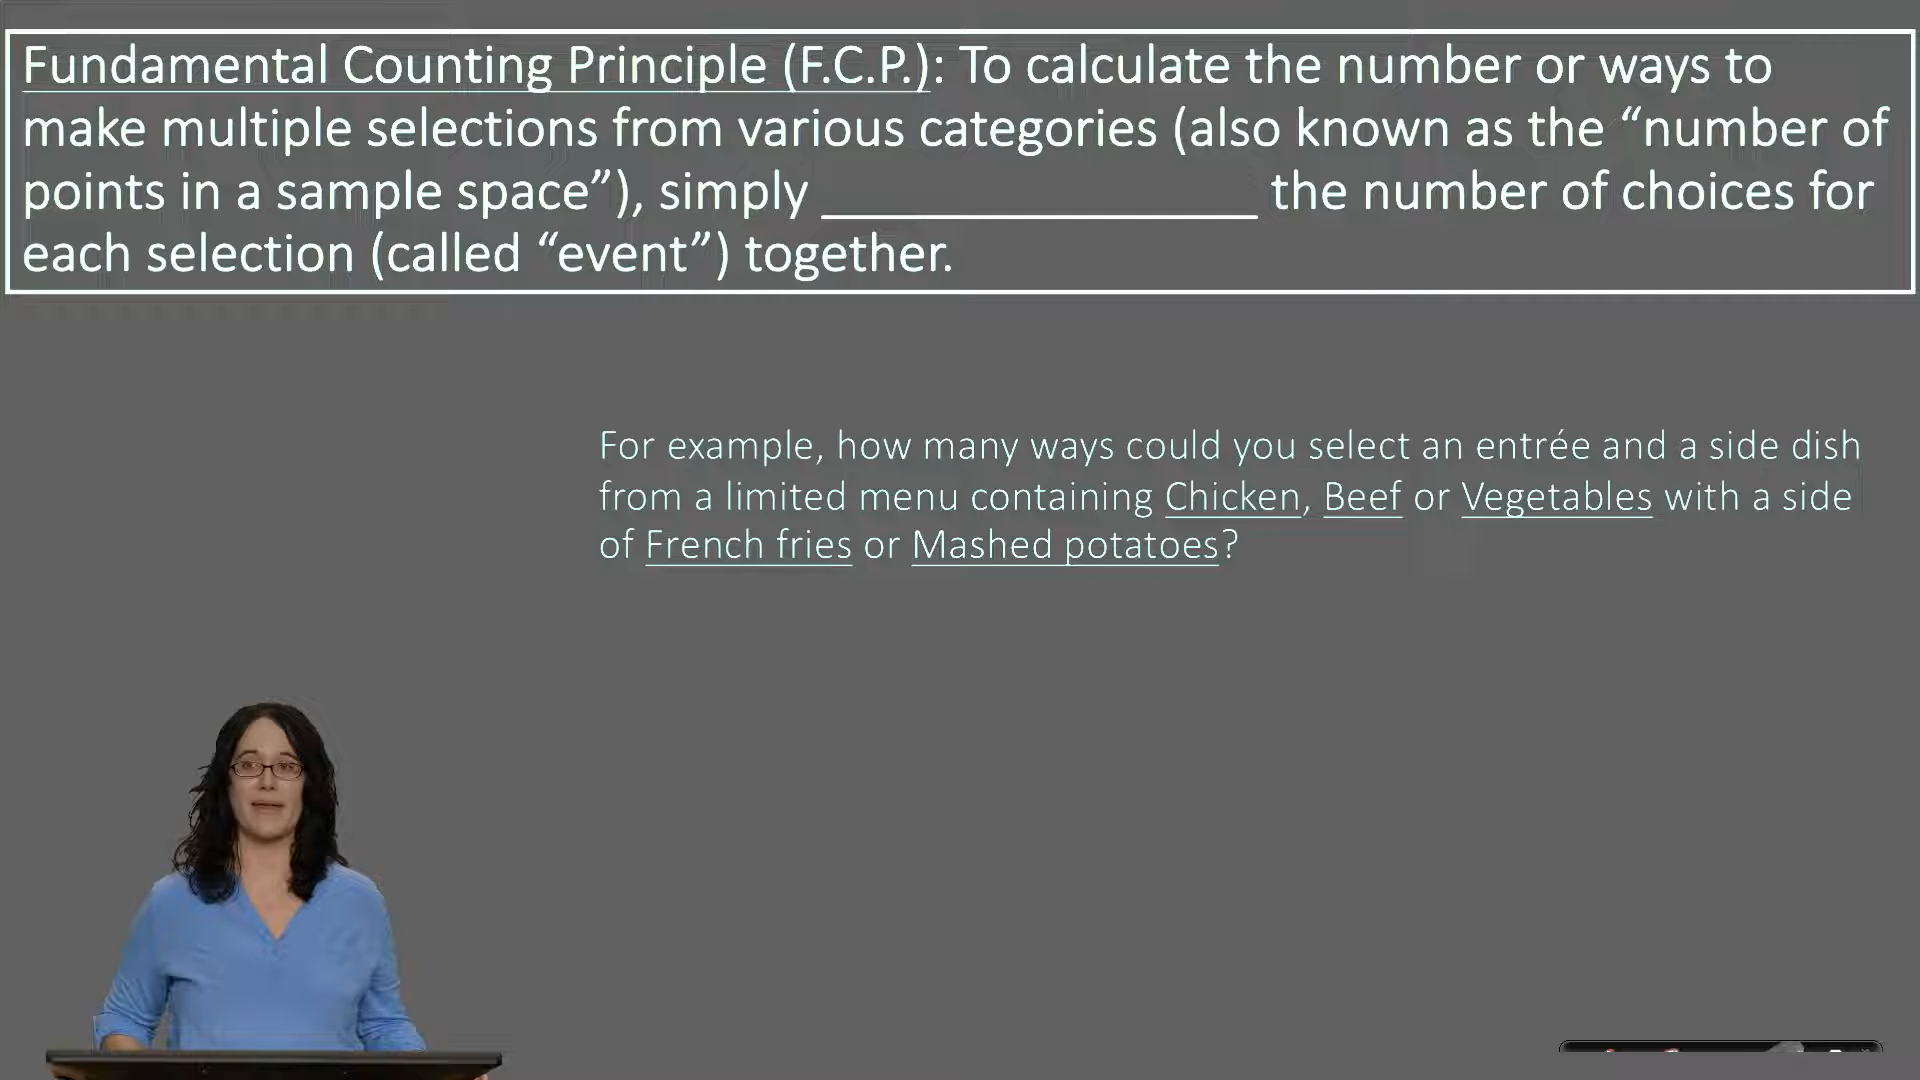 Fundamental Counting Principle (F.C.P.): To calculate the number or ways to
make multiple selections from various categories (also known as the “number of
points in a sample space”), simply ________________ the number of choices for
each selection (called “event”) together.
For example, how many ways could you select an entrée and a side dish
from a limited menu containing Chicken, Beef or Vegetables with a side
of French fries or Mashed potatoes?